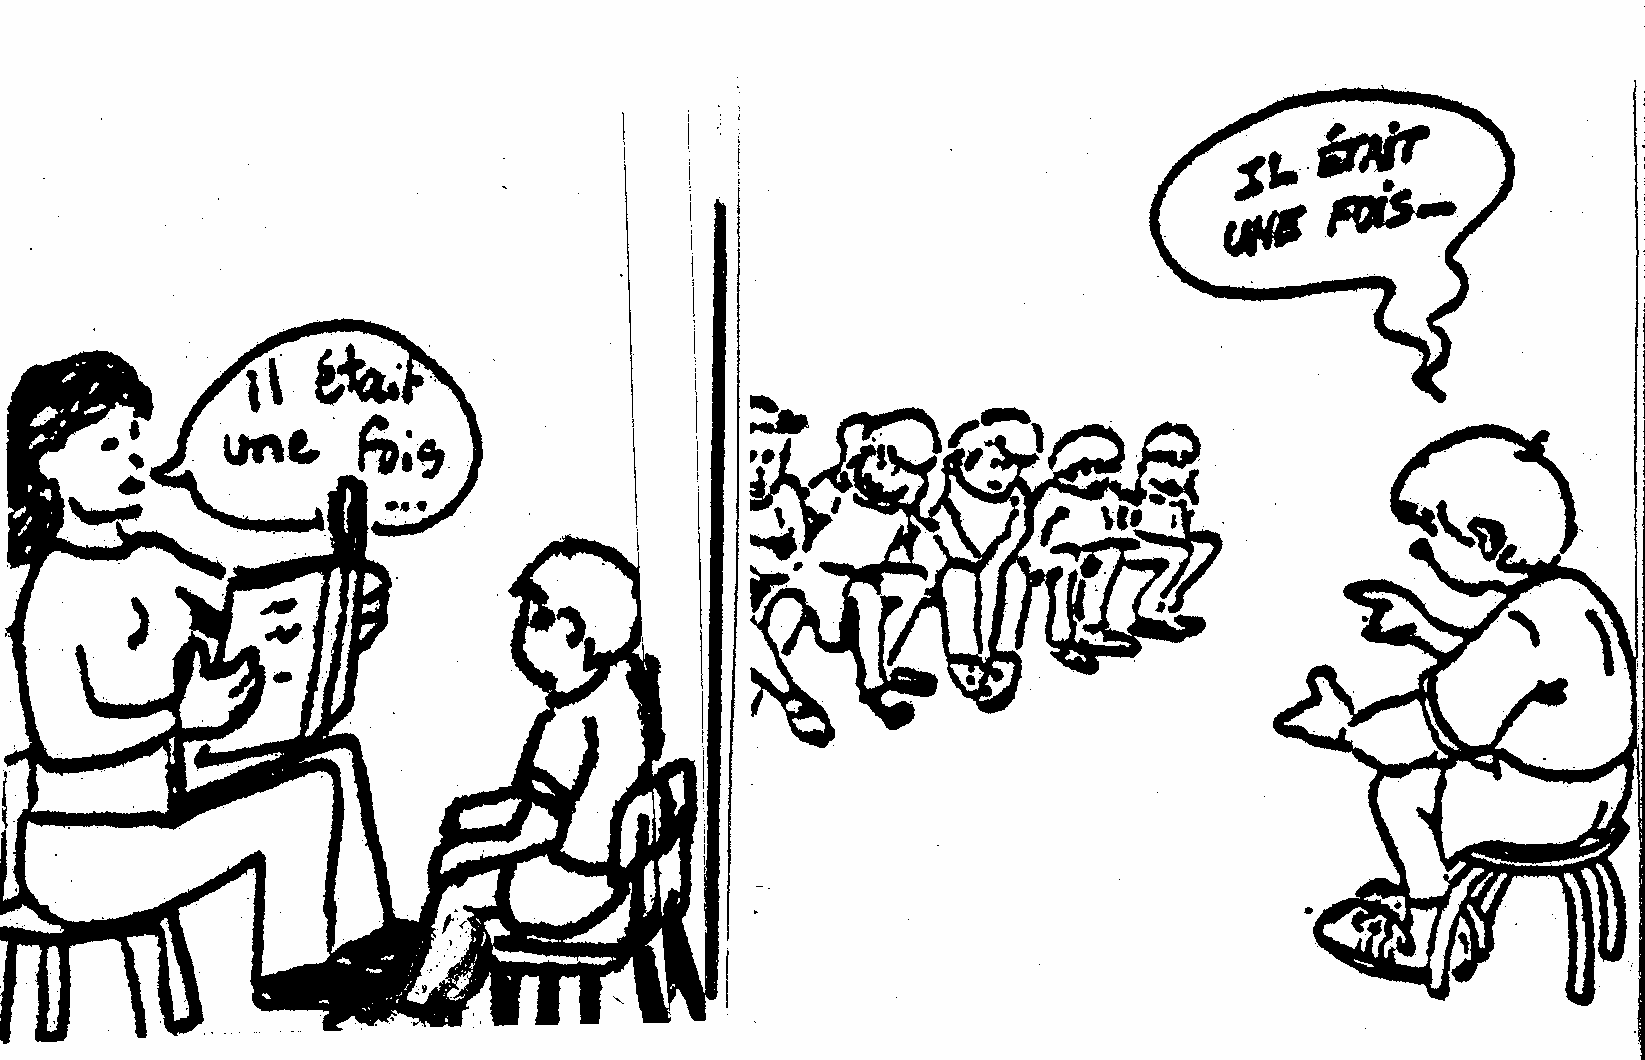 il était
une fois
...
IL ÉTAIT
UNE FOIS—